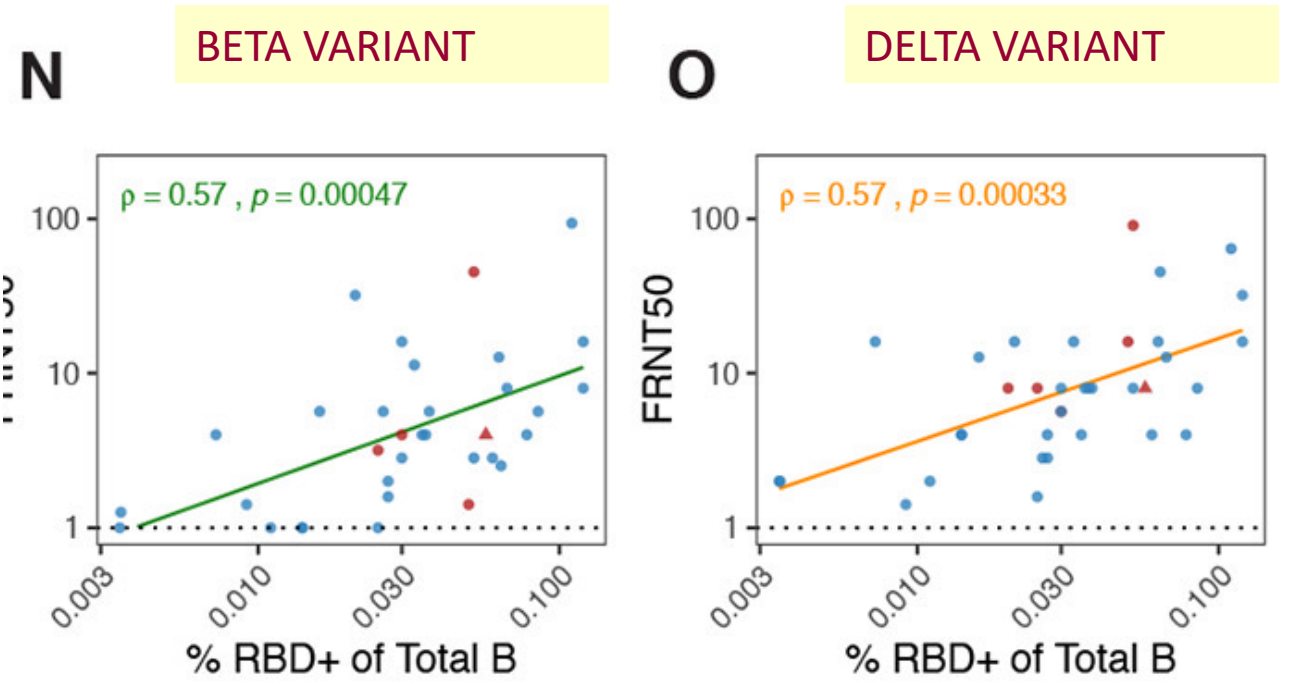 BETA VARIANT
DELTA VARIANT
N
O
ρ = 0.57 , p = 0.00047
100
10
1
0.003
0.010
0.030
0.100
% RBD+ of Total B
ρ = 0.57 , p = 0.00033
FRNT50
100
10
1
0.003
0.010
0.030
0.100
% RBD+ of Total B